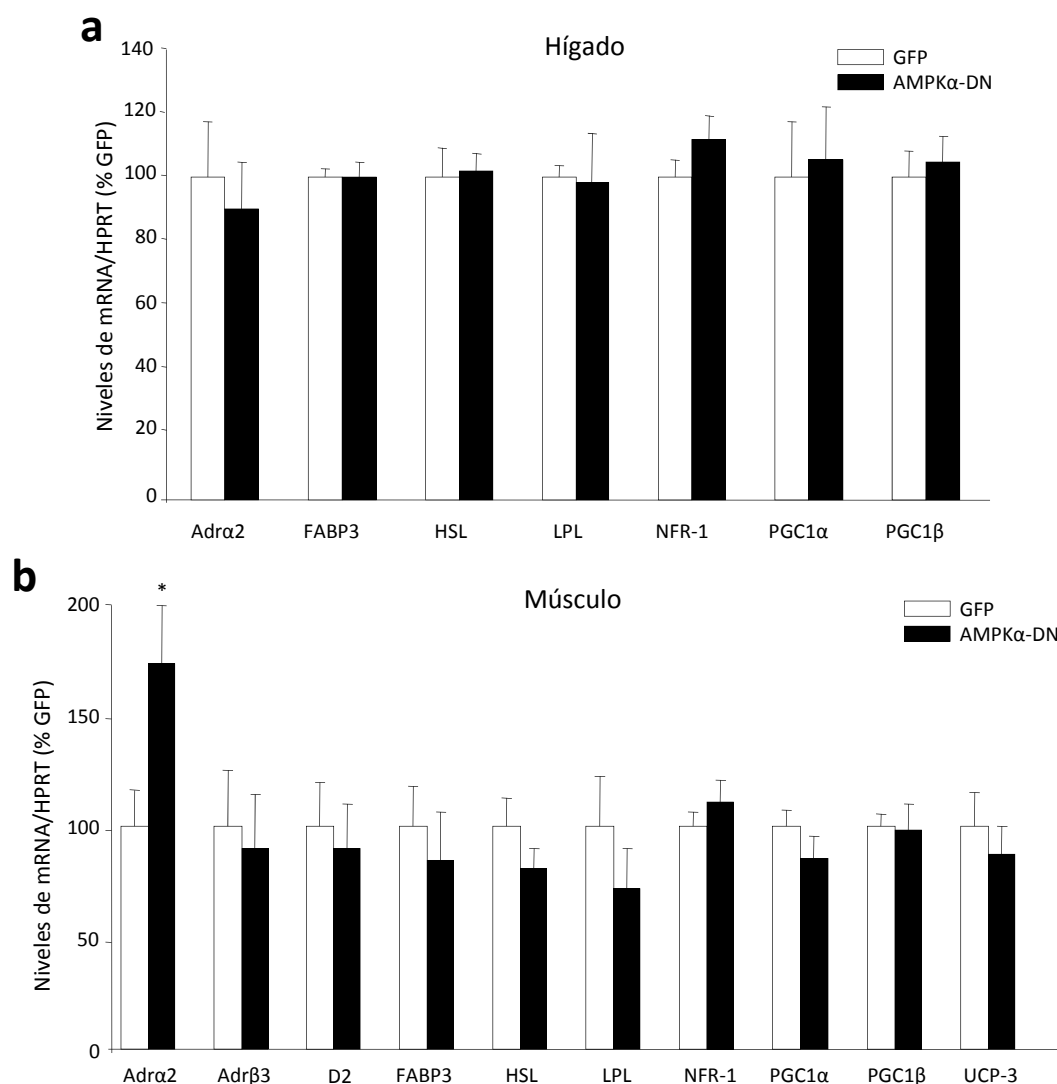 a
Hígado
GFP
AMPKα-DN
Niveles de mRNA/HPRT (% GFP)
140
120
100
80
60
40
20
0
Adrα2 FABP3 HSL LPL NFR-1 PGC1α PGC1β
b
Músculo
GFP
AMPKα-DN
Niveles de mRNA/HPRT (% GFP)
*
200
150
100
50
0
Adrα2 Adrβ3 D2 FABP3 HSL LPL NFR-1 PGC1α PGC1β UCP-3